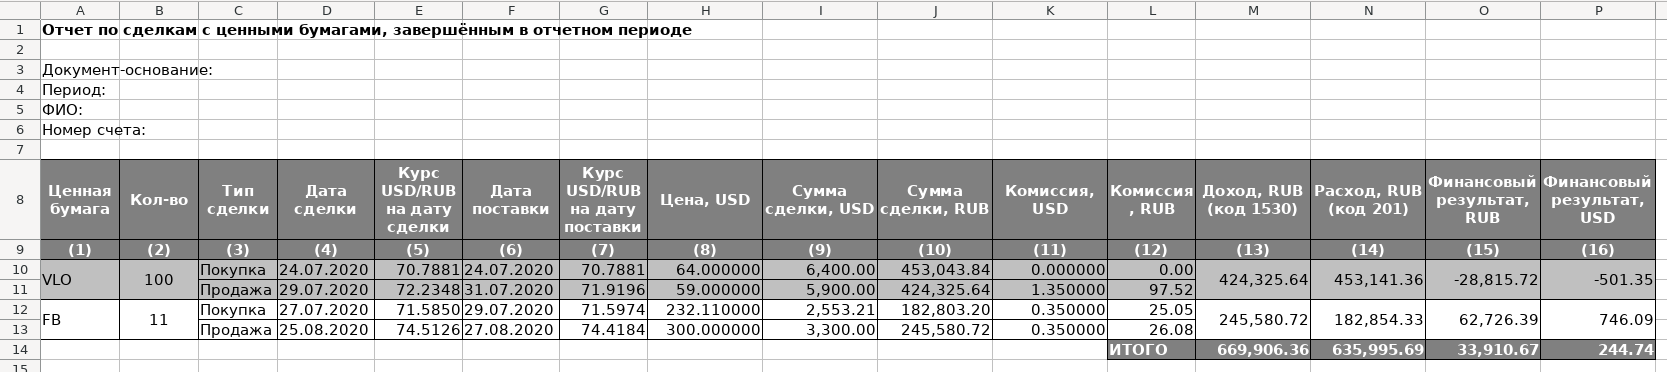 A B C D E F G H I J K L M N O P
1 Отчет по сделкам с ценными бумагами, завершённым в отчетном периоде
2
3 Документ-основание:
4 Период:
5 ФИО:
6 Номер счета:
7
8 Ценная бумага Кол-во Тип сделки Дата сделки Курс USD/RUB на дату сделки Дата поставки Курс USD/RUB на дату поставки Цена, USD Сумма сделки, USD Сумма сделки, RUB Комиссия, USD Комиссия , RUB Доход, RUB (код 1530) Расход, RUB (код 201) Финансовый результат, RUB Финансовый результат, USD
9 (1) (2) (3) (4) (5) (6) (7) (8) (9) (10) (11) (12) (13) (14) (15) (16)
10 VLO 100 Покупка 24.07.2020 70.7881 24.07.2020 70.7881 64.000000 6,400.00 453,043.84 0.000000 0.00 424,325.64 453,141.36 -28,815.72 -501.35
11 Продажа 29.07.2020 72.2348 31.07.2020 71.9196 59.000000 5,900.00 424,325.64 1.350000 97.52
12 FB 11 Покупка 27.07.2020 71.5850 29.07.2020 71.5974 232.110000 2,553.21 182,803.20 0.350000 25.05 245,580.72 182,854.33 62,726.39 746.09
13 Продажа 25.08.2020 74.5126 27.08.2020 74.4184 300.000000 3,300.00 245,580.72 0.350000 26.08
14 ИТОГО 669,906.36 635,995.69 33,910.67 244.74
15